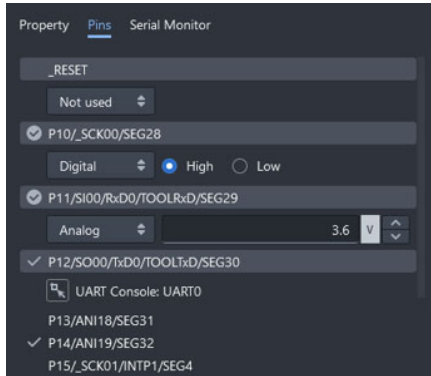 Property Pins Serial Monitor
_RESET
Not used
P10/_SCK00/SEG28
Digital High Low
P11/SI00/RxD0/TOOLRxD/SEG29
Analog 3.6 V
P12/SO00/TxD0/TOOLTxD/SEG30
UART Console: UART0
P13/ANI18/SEG31
P14/ANI19/SEG32
P15/_SCK01/INTP1/SEG4